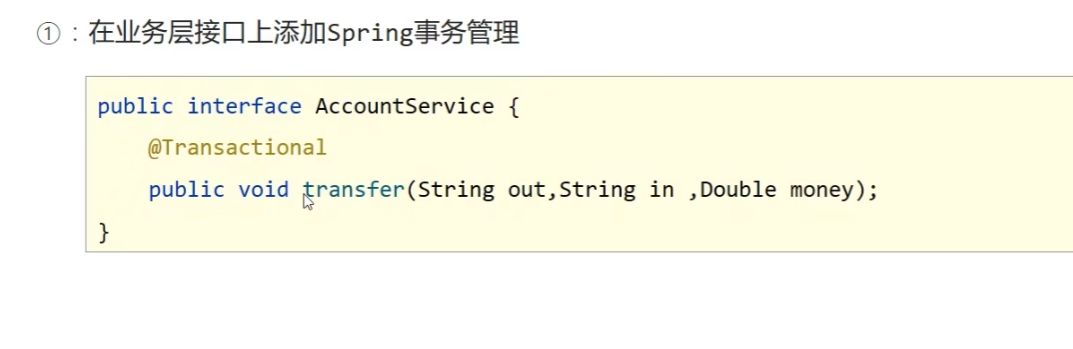 ①：在业务层接口上添加Spring事务管理
public interface AccountService {
@Transactional
public void transfer(String out,String in ,Double money);
}